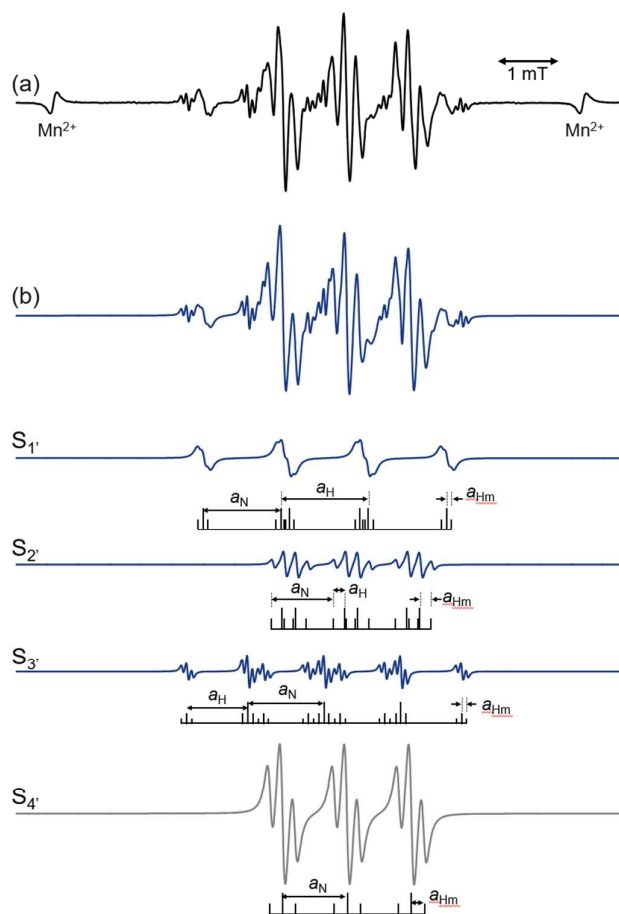 (a)
1 mT
Mn2+
Mn2+
(b)
S1'
aN
aH
aHm
S2'
aN
aH
aHm
S3'
aH
aN
aHm
S4'
aN
aHm